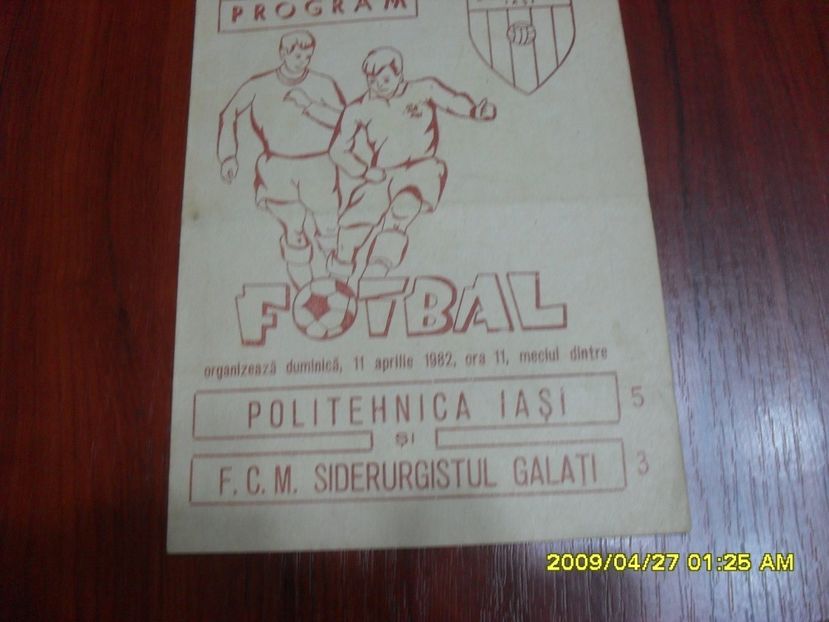 PROGRAM
FOTBAL
organizează duminică, 11 aprilie 1982, ora 11, meciul dintre
POLITEHNICA IAȘI 5
ȘI
F.C.M. SIDERURGISTUL GALAȚI 3
2009/04/27 01:25 AM